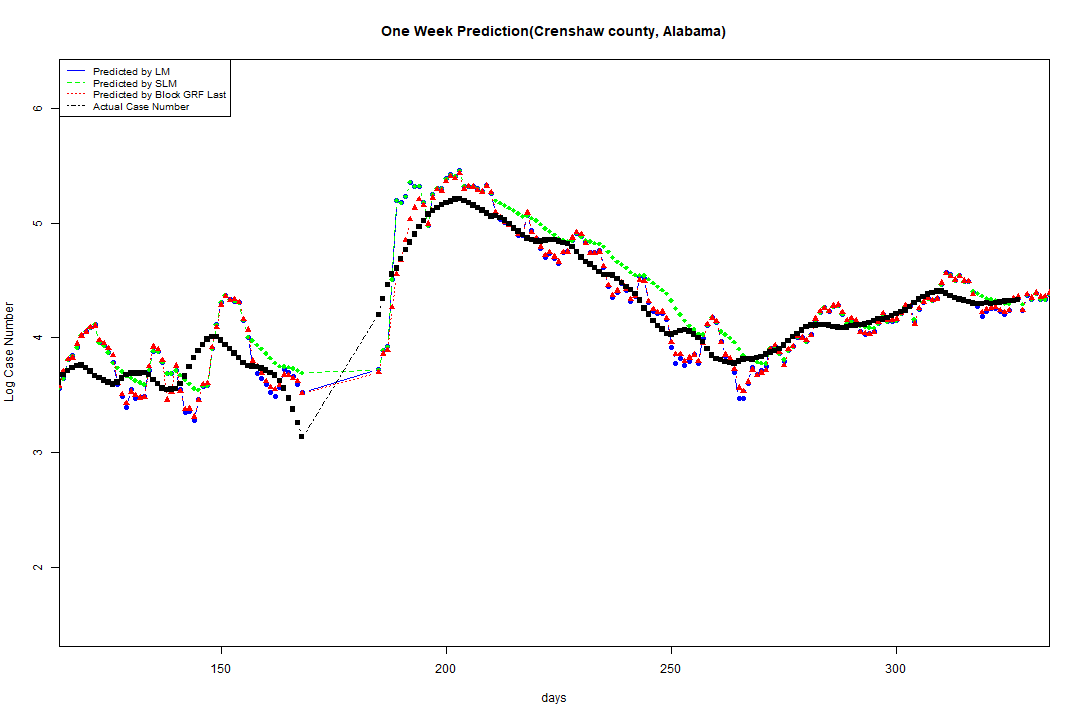 One Week Prediction(Crenshaw county, Alabama)
Predicted by LM
Predicted by SLM
Predicted by Block GRF Last
Actual Case Number
6
5
4
3
2
Log Case Number
150 200 250 300
days